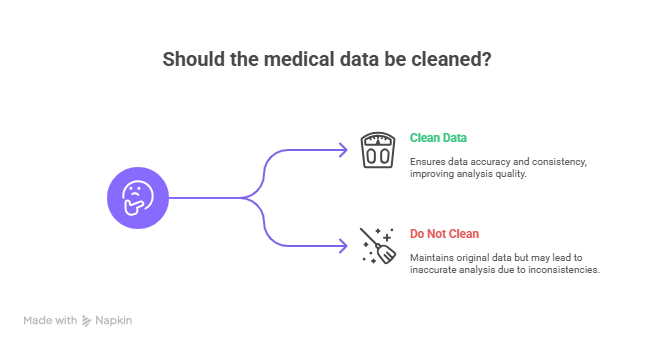 Should the medical data be cleaned?
Clean Data
Ensures data accuracy and consistency,
improving analysis quality.
Do Not Clean
Maintains original data but may lead to
inaccurate analysis due to inconsistencies.
Made with Napkin